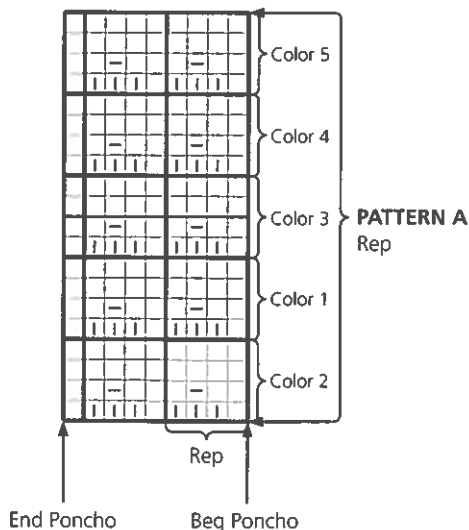 Color 5
Color 4
Color 3
PATTERN A
Rep
Color 1
Color 2
Rep
End Poncho
Beg Poncho